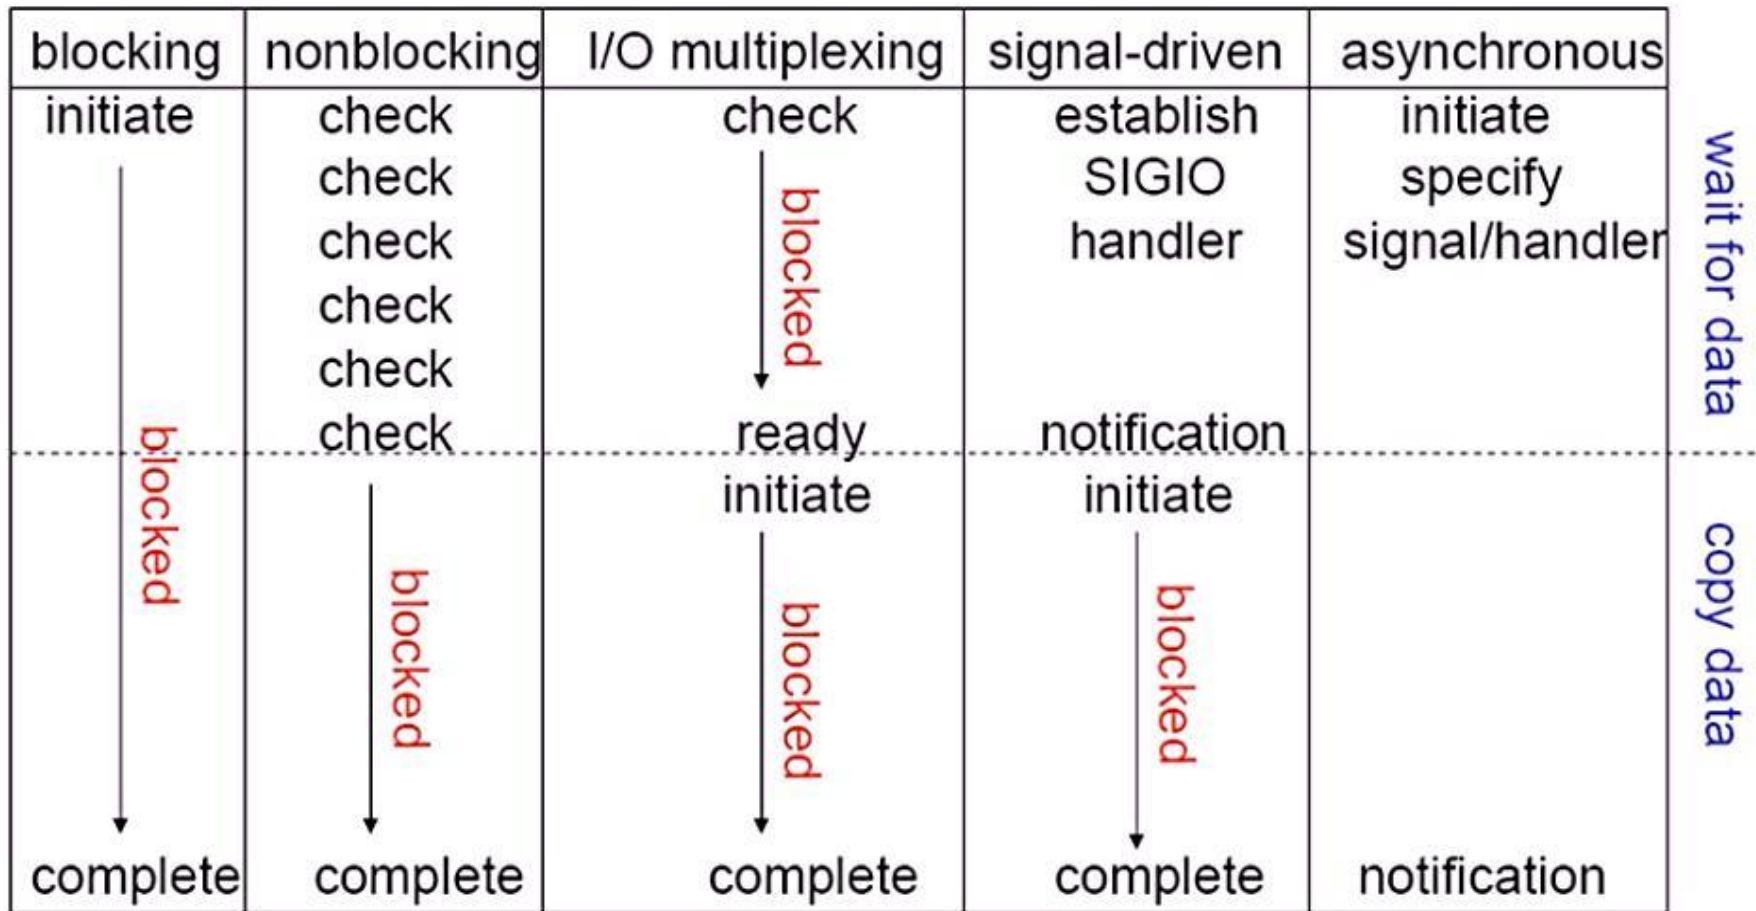 blocking nonblocking I/O multiplexing signal-driven asynchronous
initiate check check establish initiate
check SIGIO specify
check handler signal/handler
check
check
check ready notification
initiate initiate
complete complete complete complete notification
blocked
blocked
blocked
blocked
blocked
wait for data
copy data